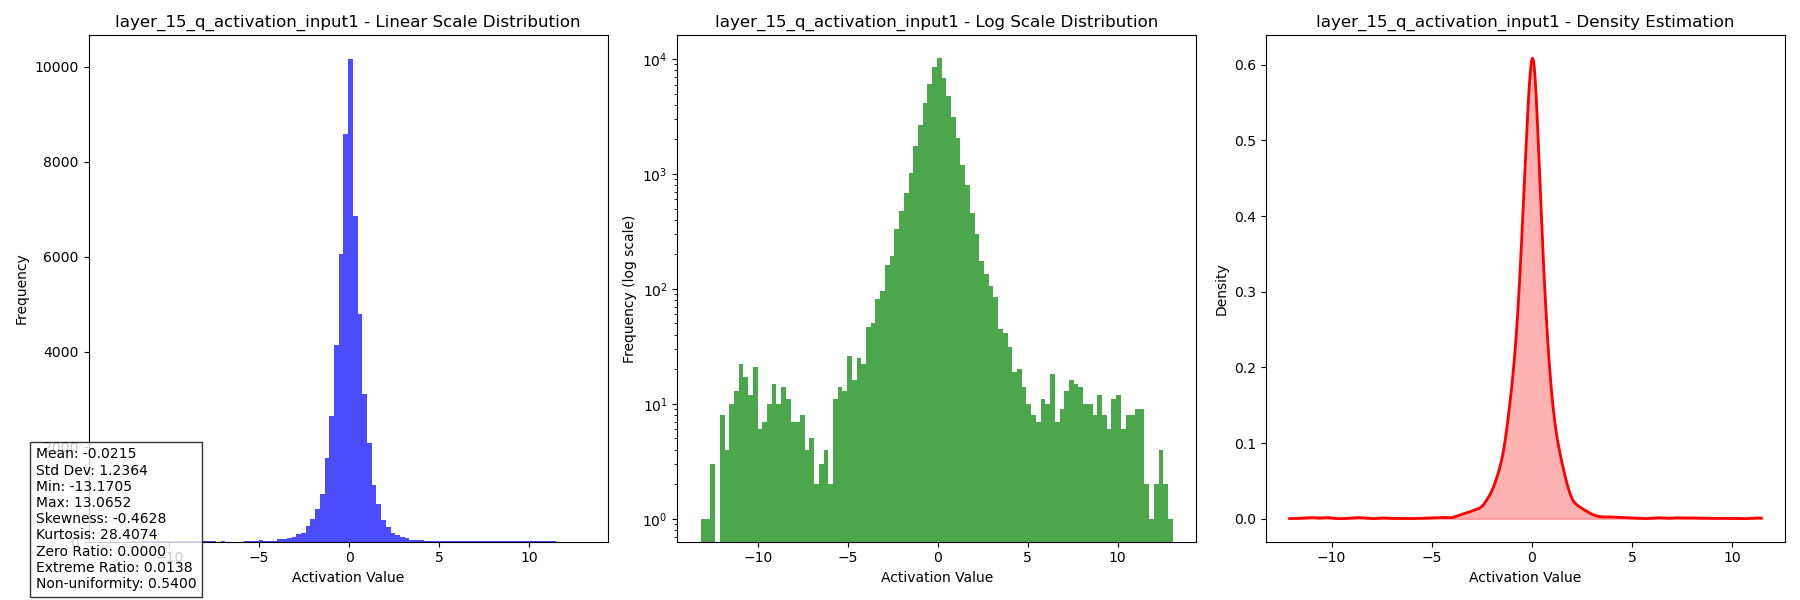 layer_15_q_activation_input1 - Linear Scale Distribution
10000
8000
6000
4000
2000
0
Frequency
−10
−5
0
5
10
Activation Value
Mean: -0.0215
Std Dev: 1.2364
Min: -13.1705
Max: 13.0652
Skewness: -0.4628
Kurtosis: 28.4074
Zero Ratio: 0.0000
Extreme Ratio: 0.0138
Non-uniformity: 0.5400
layer_15_q_activation_input1 - Log Scale Distribution
10⁴
10³
10²
10¹
10⁰
Frequency (log scale)
−10
−5
0
5
10
Activation Value
layer_15_q_activation_input1 - Density Estimation
0.6
0.5
0.4
0.3
0.2
0.1
0.0
Density
−10
−5
0
5
10
Activation Value